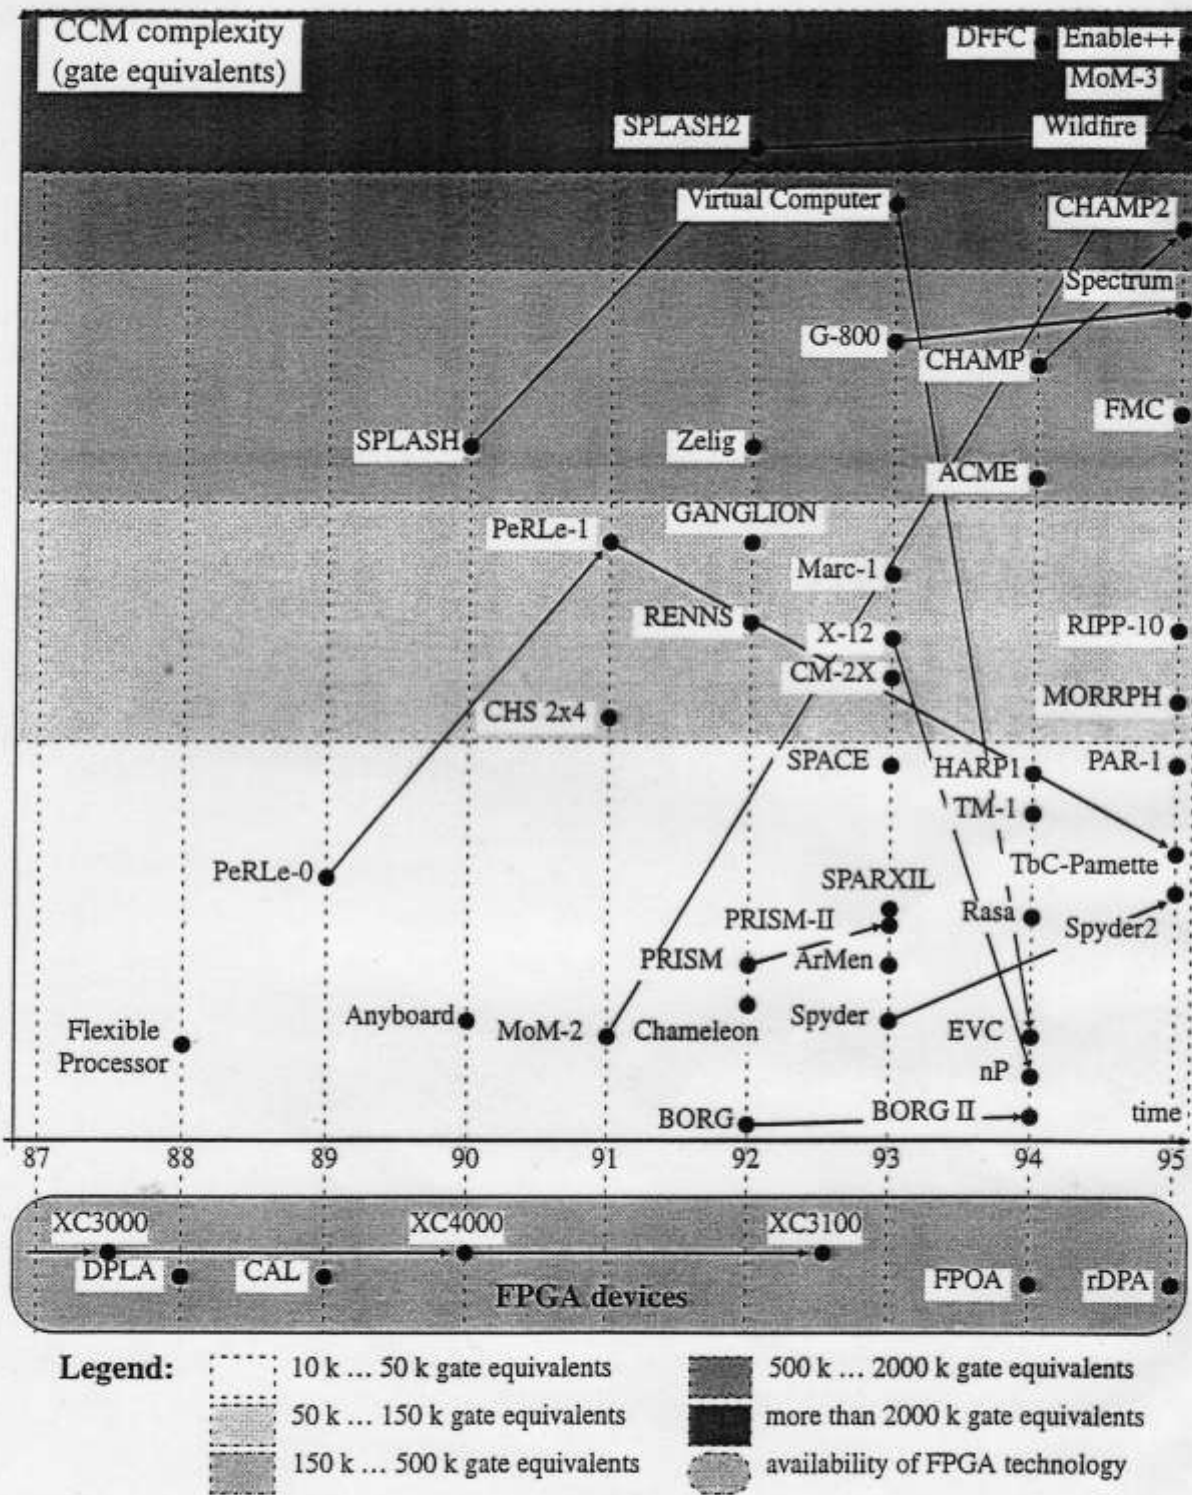 CCM complexity
(gate equivalents)
DFFC
Enable++
MoM-3
SPLASH2
Wildfire
Virtual Computer
CHAMP2
Spectrum
G-800
CHAMP
FMC
SPLASH
Zelig
ACME
PeRLe-1
GANGLION
Marc-1
RENNS
X-12
RIPP-10
CM-2X
CHS 2x4
MORRPH
SPACE
HARP1
PAR-1
TM-1
PeRLe-0
TbC-Pamette
SPARXIL
PRISM-II
Rasa
Spyder2
PRISM
ArMen
Anyboard
MoM-2
Chameleon
Spyder
EVC
Flexible
Processor
nP
BORG
BORG II
time
87 88 89 90 91 92 93 94 95
XC3000
XC4000
XC3100
DPLA
CAL
FPOA
rDPA
FPGA devices
Legend:
10 k ... 50 k gate equivalents
50 k ... 150 k gate equivalents
150 k ... 500 k gate equivalents
500 k ... 2000 k gate equivalents
more than 2000 k gate equivalents
availability of FPGA technology